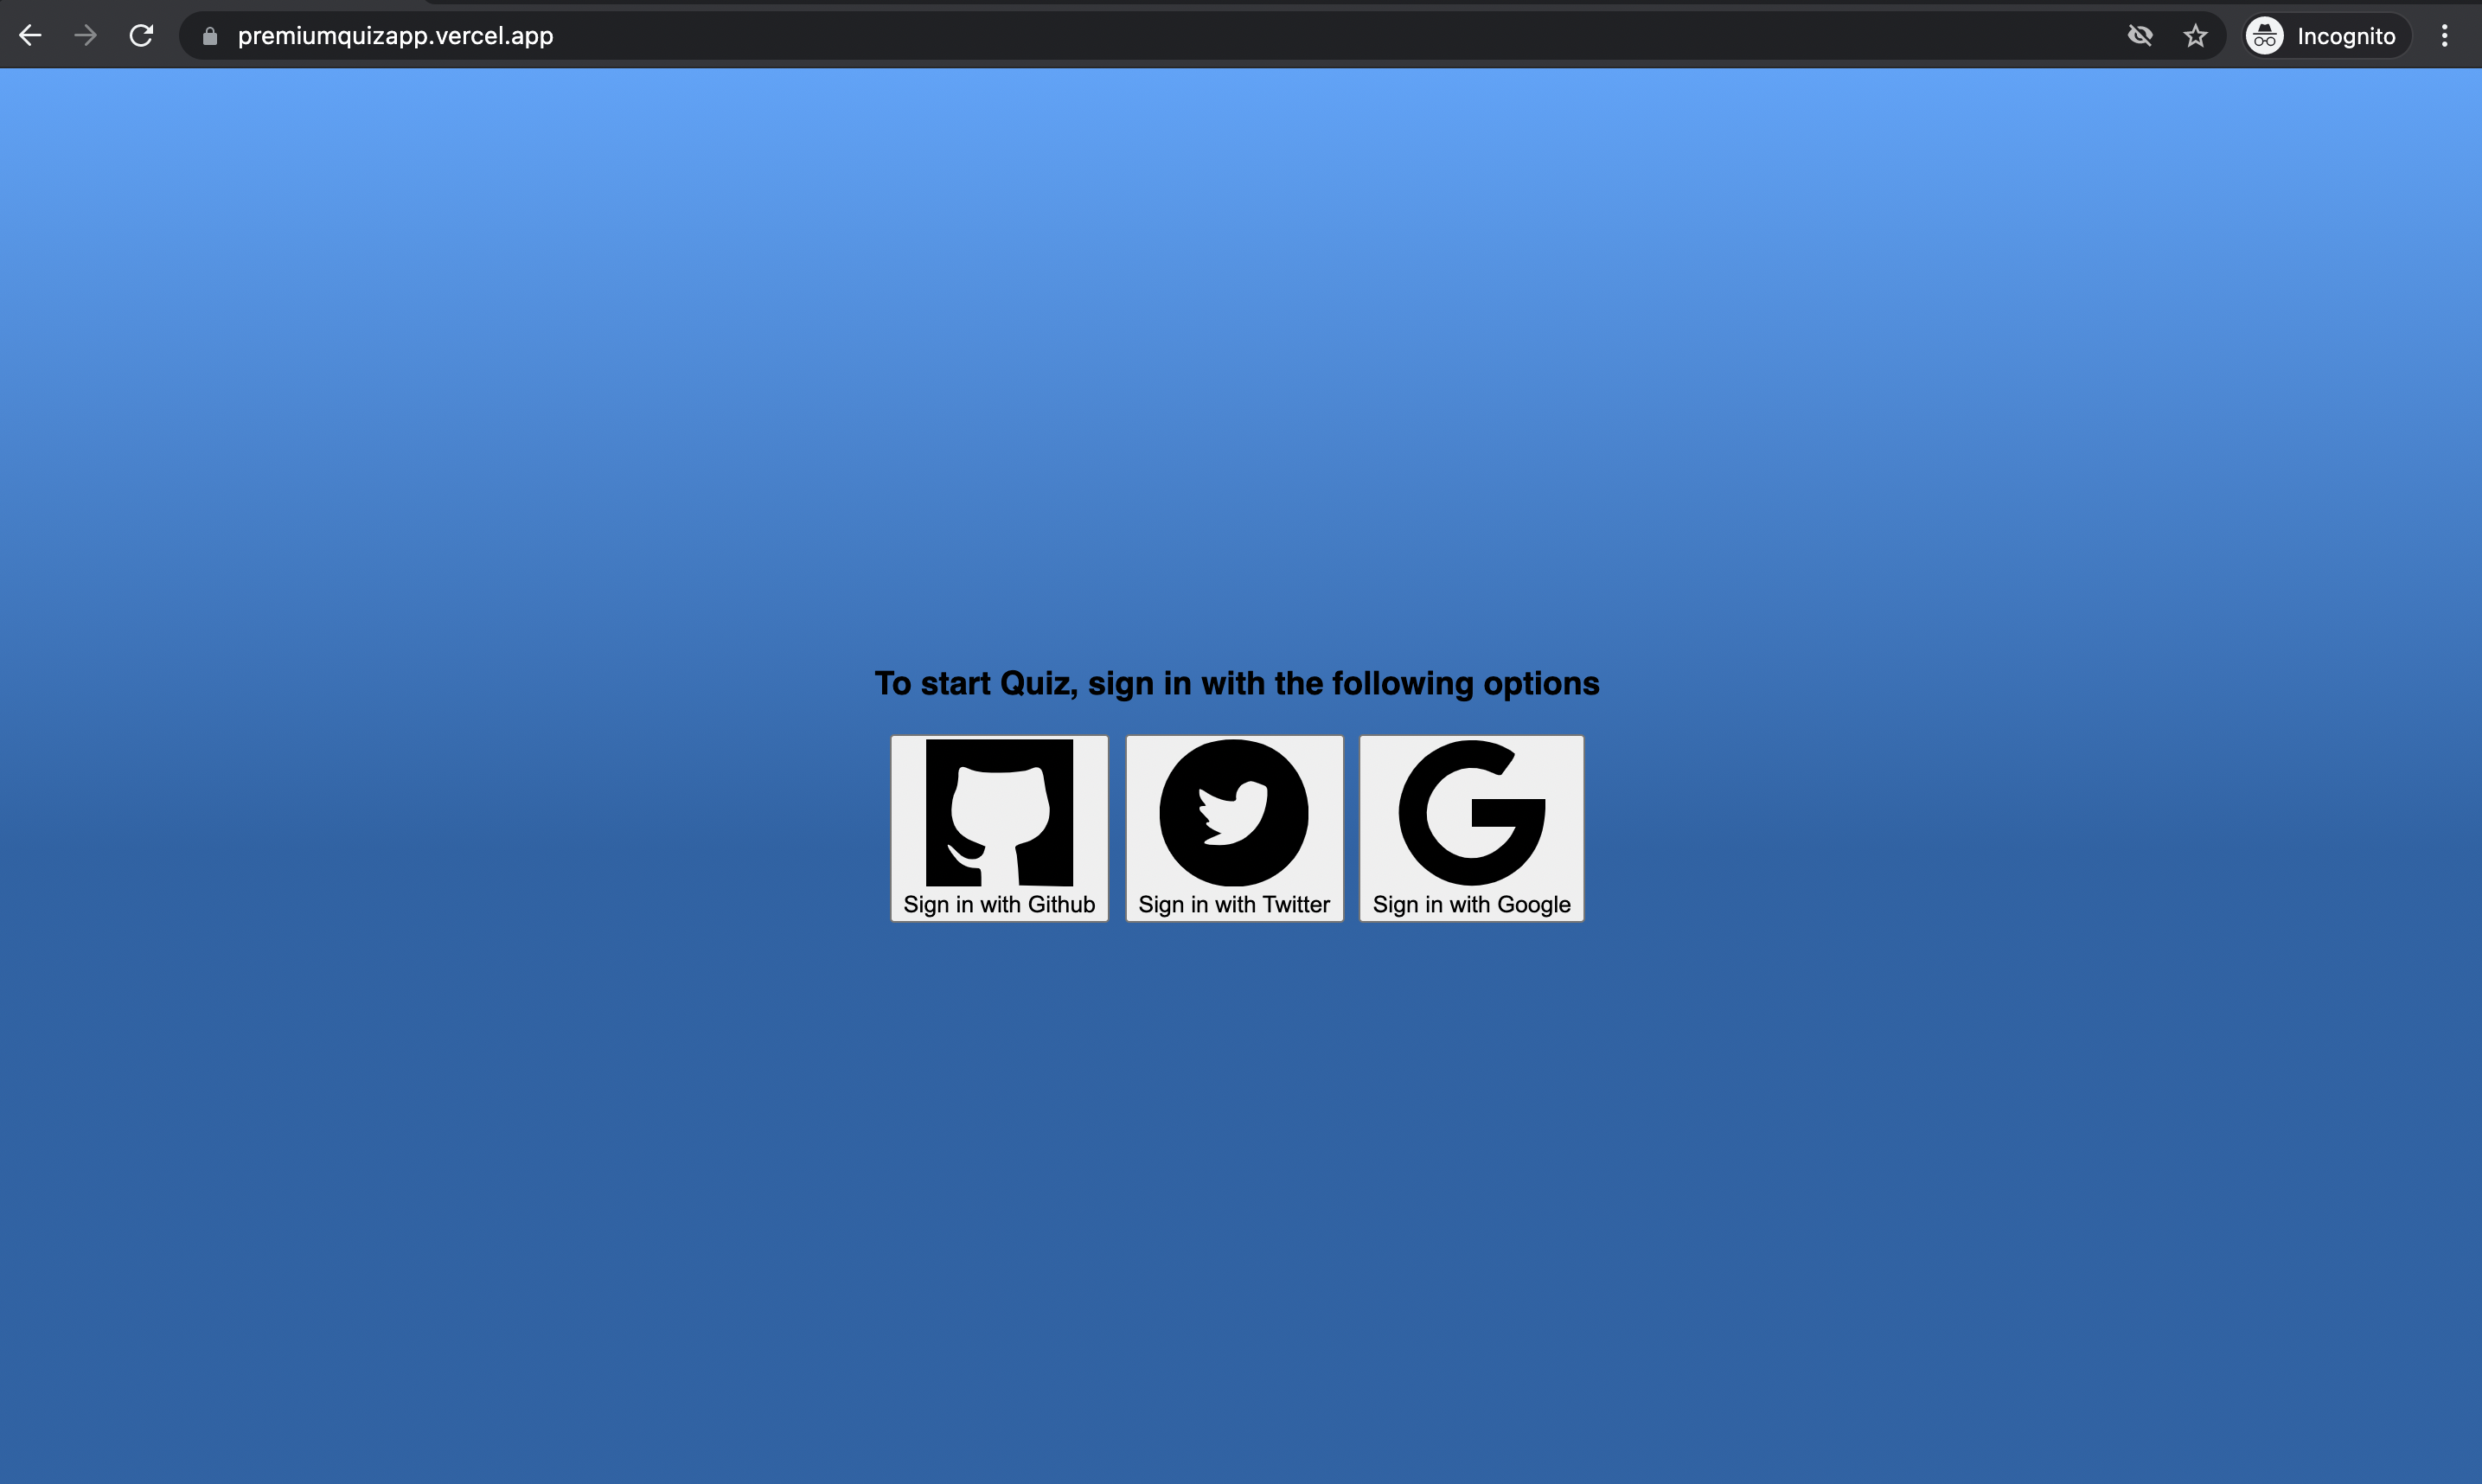 premiumquizapp.vercel.app
Incognito
To start Quiz, sign in with the following options
Sign in with Github
Sign in with Twitter
Sign in with Google